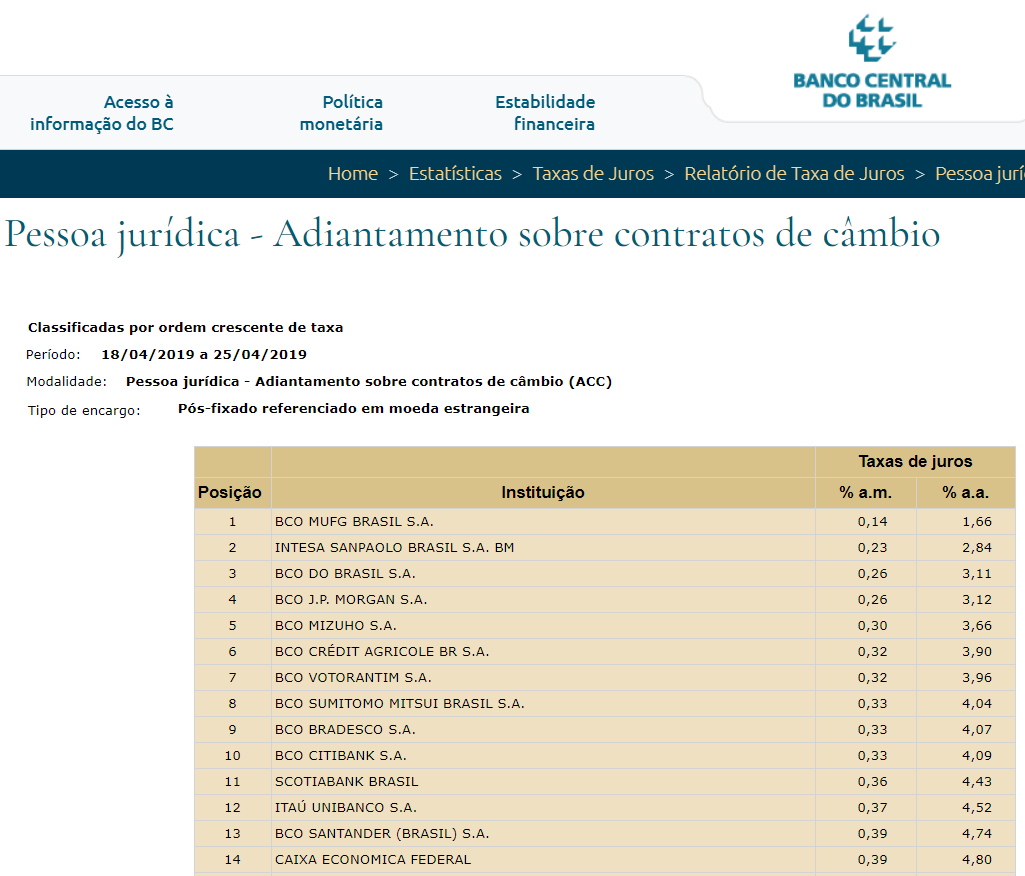 BANCO CENTRAL
DO BRASIL
Acesso à
informação do BC
Política
monetária
Estabilidade
financeira
Home > Estatísticas > Taxas de Juros > Relatório de Taxa de Juros > Pessoa jurí
Pessoa jurídica - Adiantamento sobre contratos de câmbio
Classificadas por ordem crescente de taxa
Período: 18/04/2019 a 25/04/2019
Modalidade: Pessoa jurídica - Adiantamento sobre contratos de câmbio (ACC)
Tipo de encargo: Pós-fixado referenciado em moeda estrangeira
Taxas de juros
Posição Instituição % a.m. % a.a.
1 BCO MUFG BRASIL S.A. 0,14 1,66
2 INTESA SANPAOLO BRASIL S.A. BM 0,23 2,84
3 BCO DO BRASIL S.A. 0,26 3,11
4 BCO J.P. MORGAN S.A. 0,26 3,12
5 BCO MIZUHO S.A. 0,30 3,66
6 BCO CRÉDIT AGRICOLE BR S.A. 0,32 3,90
7 BCO VOTORANTIM S.A. 0,32 3,96
8 BCO SUMITOMO MITSUI BRASIL S.A. 0,33 4,04
9 BCO BRADESCO S.A. 0,33 4,07
10 BCO CITIBANK S.A. 0,33 4,09
11 SCOTIABANK BRASIL 0,36 4,43
12 ITAÚ UNIBANCO S.A. 0,37 4,52
13 BCO SANTANDER (BRASIL) S.A. 0,39 4,74
14 CAIXA ECONOMICA FEDERAL 0,39 4,80